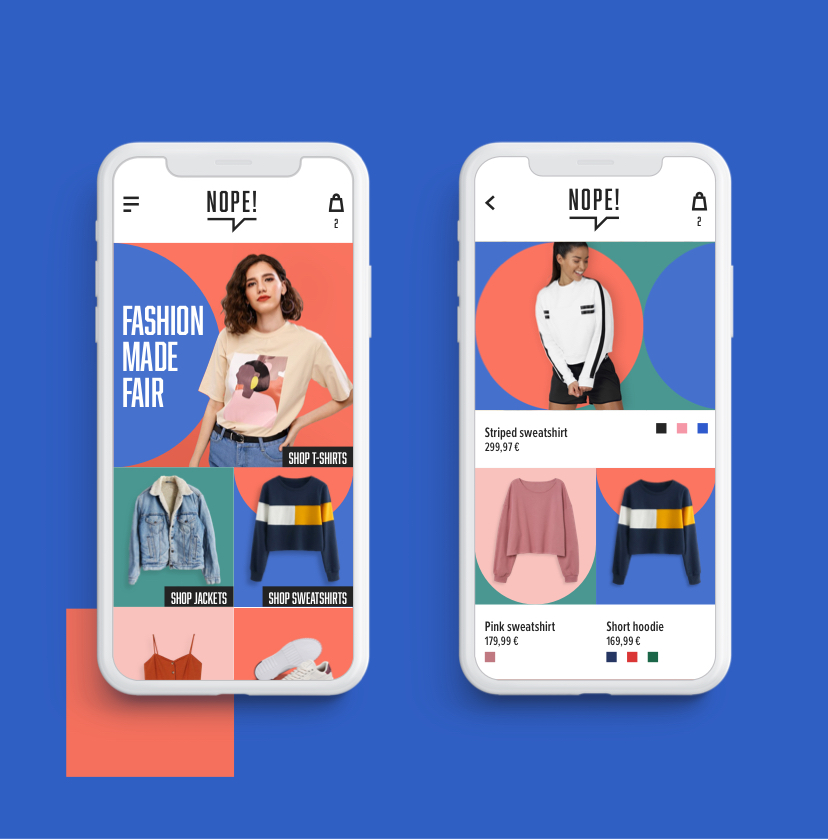 NOPE!
2
FASHION
MADE
FAIR
SHOP T-SHIRTS
SHOP JACKETS
SHOP SWEATSHIRTS
NOPE!
2
Striped sweatshirt
299,97 €
Pink sweatshirt
179,99 €
Short hoodie
169,99 €